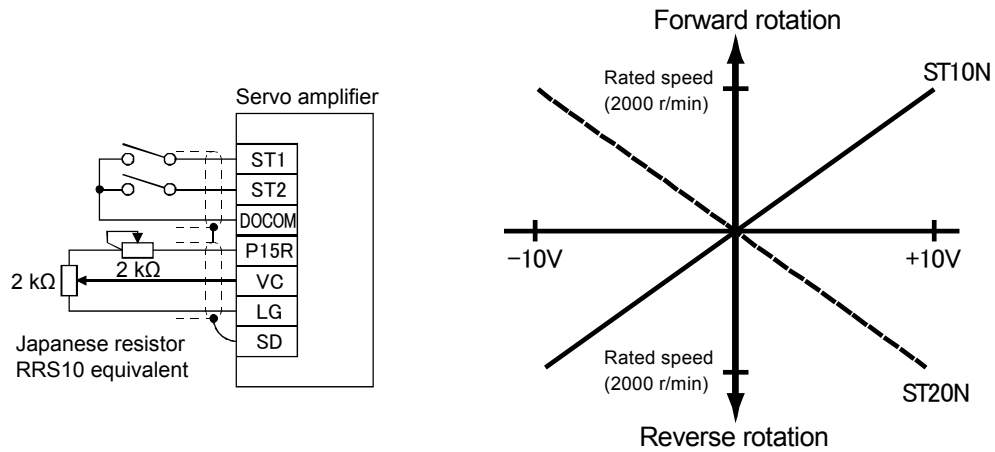 Servo amplifier
ST1
ST2
DOCOM
P15R
2 kΩ
2 kΩ
VC
LG
SD
Japanese resistor
RRS10 equivalent
Forward rotation
Rated speed
(2000 r/min)
ST10N
−10V
+10V
Rated speed
(2000 r/min)
ST20N
Reverse rotation